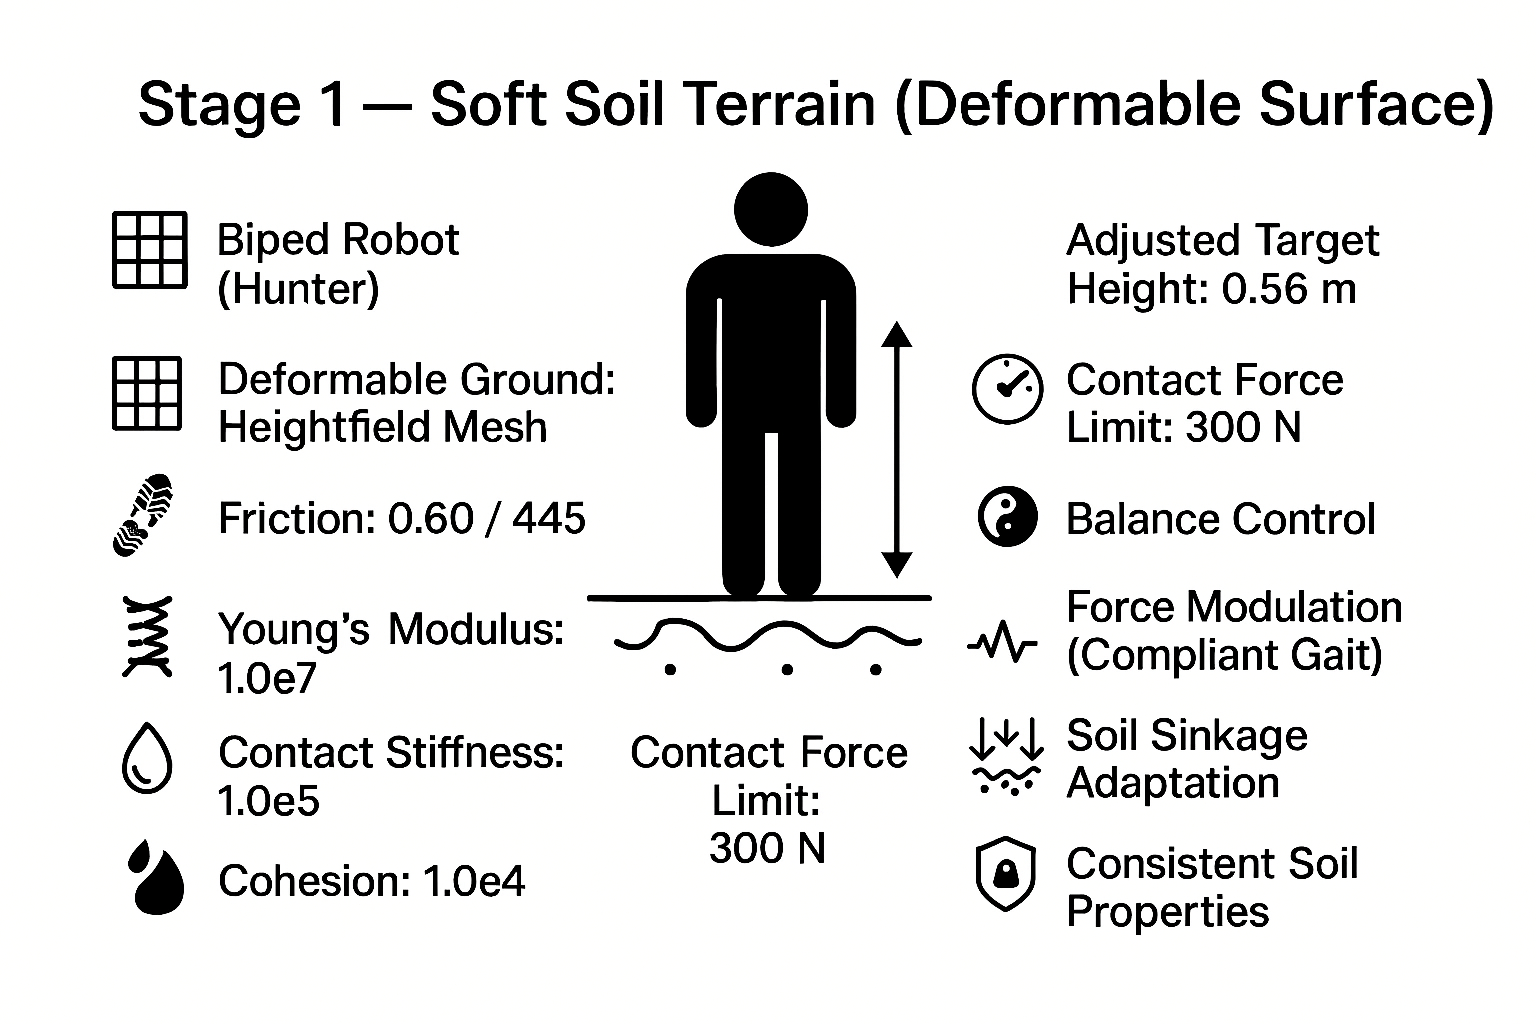 Stage 1 — Soft Soil Terrain (Deformable Surface)
Biped Robot
(Hunter)
Deformable Ground:
Heightfield Mesh
Friction: 0.60 / 445
Young's Modulus:
1.0e7
Contact Stiffness:
1.0e5
Cohesion: 1.0e4
Contact Force
Limit:
300 N
Adjusted Target
Height: 0.56 m
Contact Force
Limit: 300 N
Balance Control
Force Modulation
(Compliant Gait)
Soil Sinkage
Adaptation
Consistent Soil
Properties